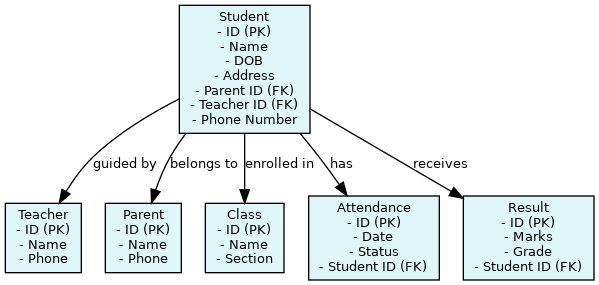 Student
- ID (PK)
- Name
- DOB
- Address
- Parent ID (FK)
- Teacher ID (FK)
- Phone Number
guided by
belongs to
enrolled in
has
receives
Teacher
- ID (PK)
- Name
- Phone
Parent
- ID (PK)
- Name
- Phone
Class
- ID (PK)
- Name
- Section
Attendance
- ID (PK)
- Date
- Status
- Student ID (FK)
Result
- ID (PK)
- Marks
- Grade
- Student ID (FK)